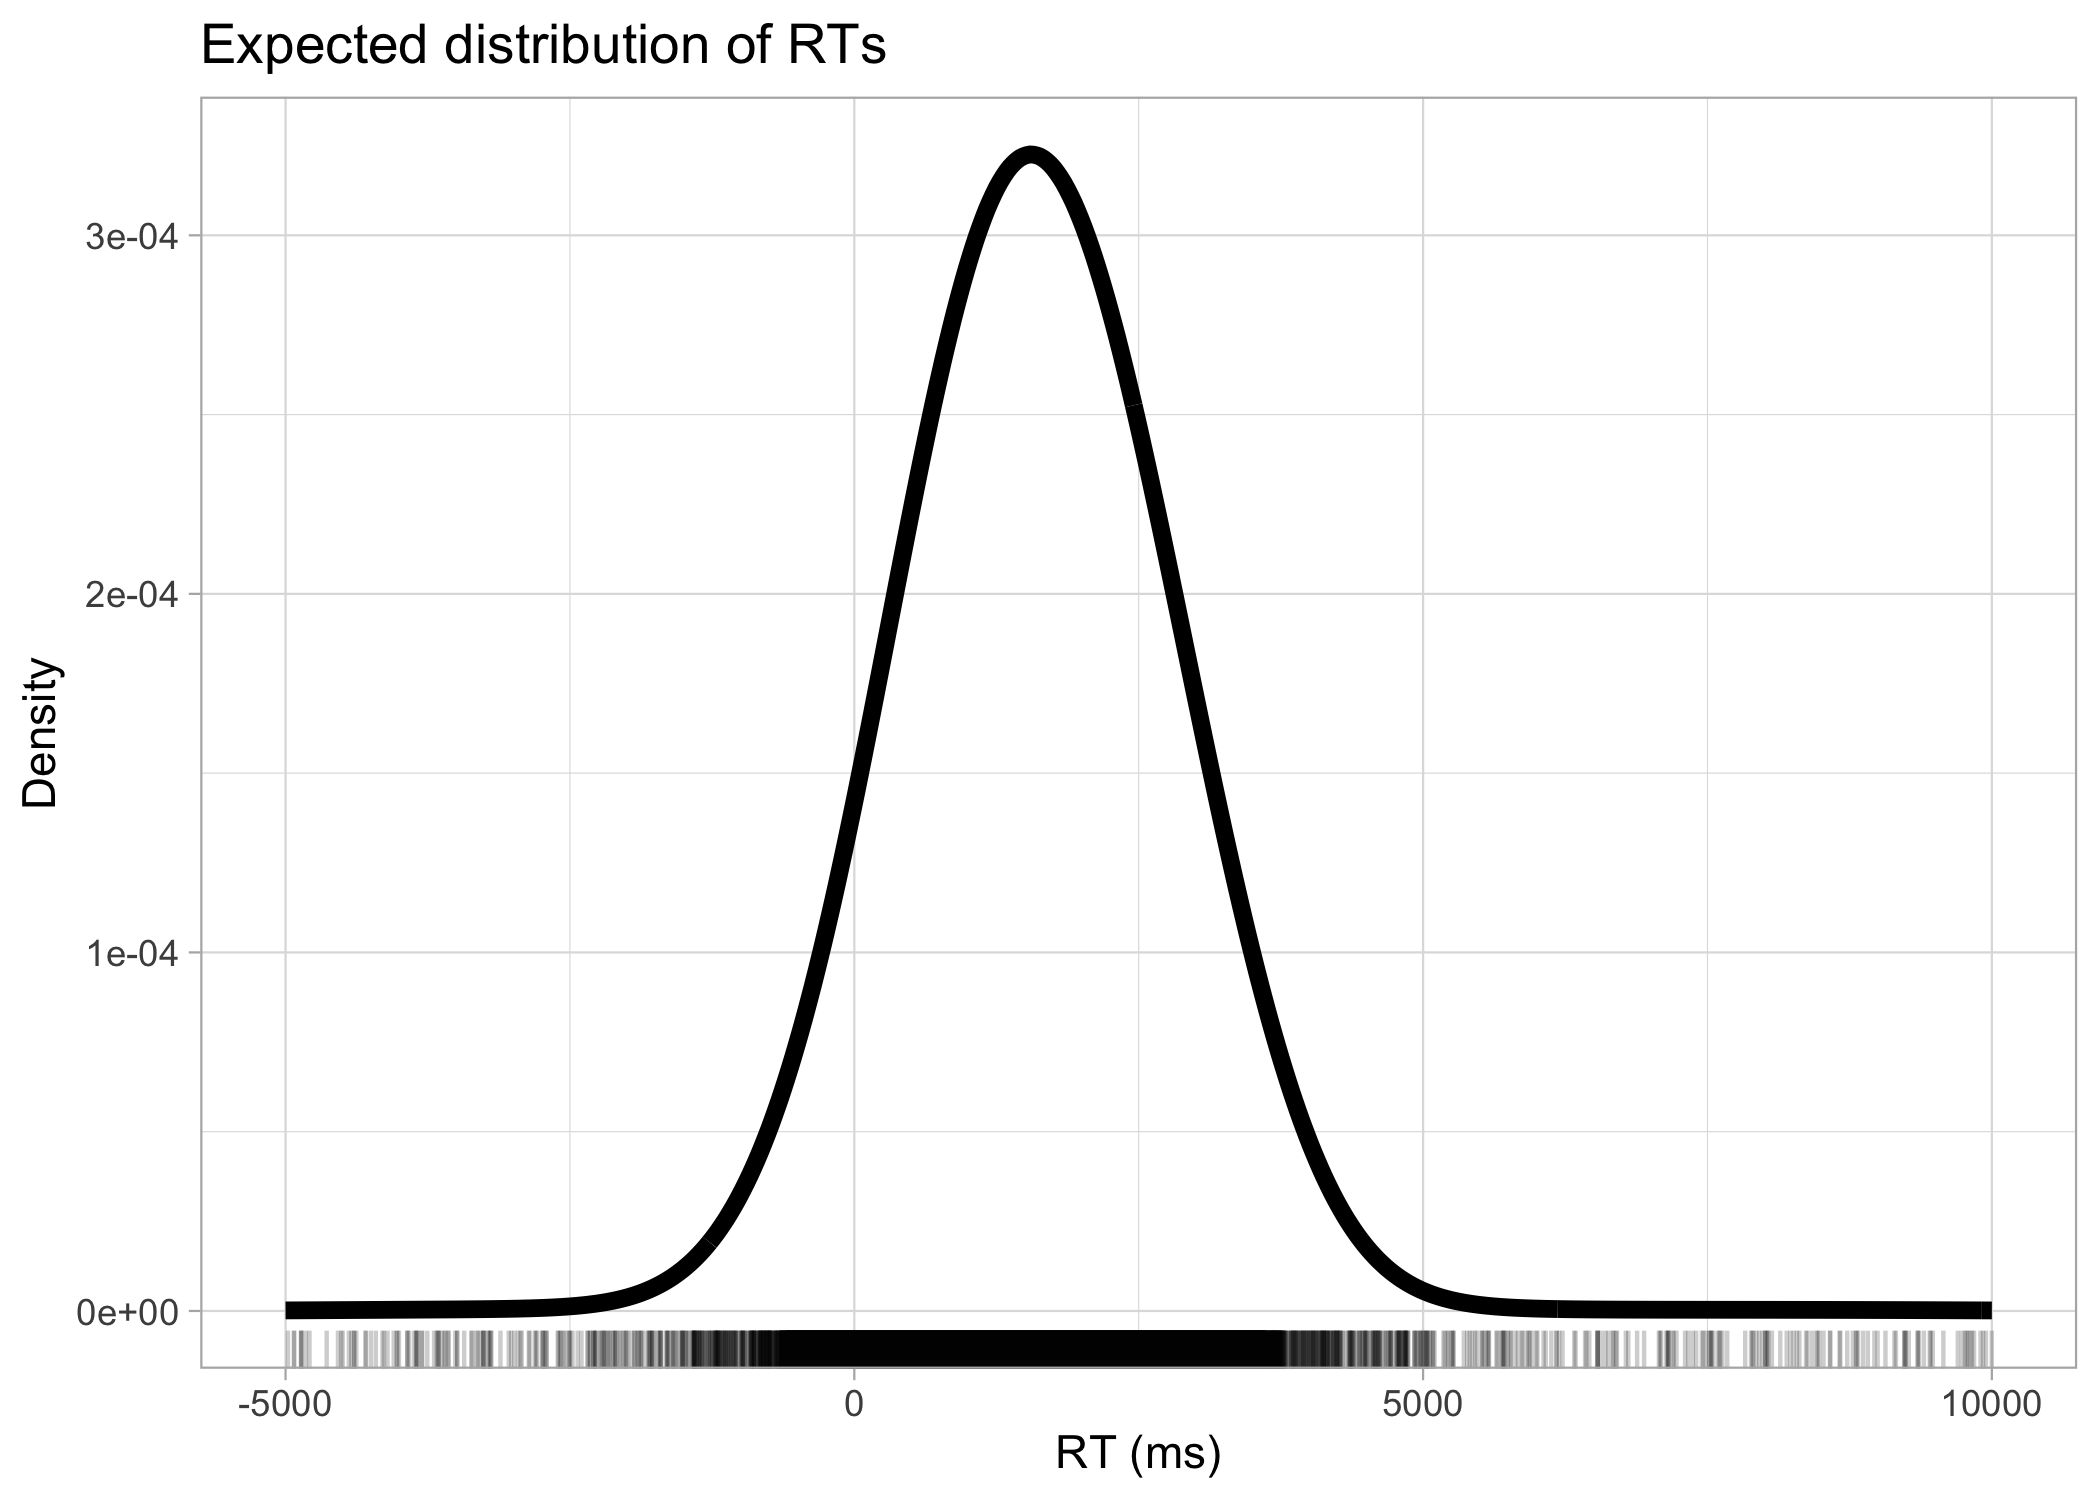 Expected distribution of RTs
3e-04
2e-04
1e-04
0e+00
Density
-5000 0 5000 10000
RT (ms)